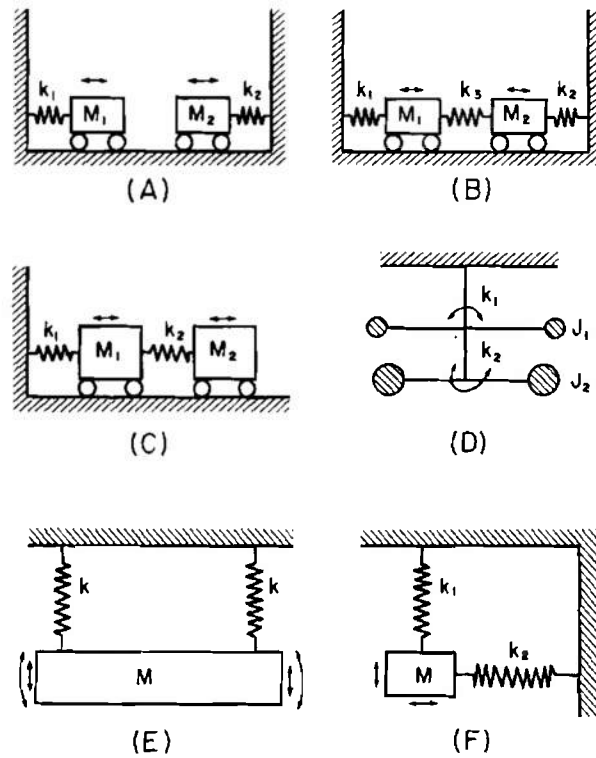 k₁ M₁ M₂ k₂
(A)
k₁ M₁ k₃ M₂ k₂
(B)
k₁ M₁ k₂ M₂
(C)
k₁
J₁
k₂
J₂
(D)
k k
M
(E)
k₁
M k₂
(F)